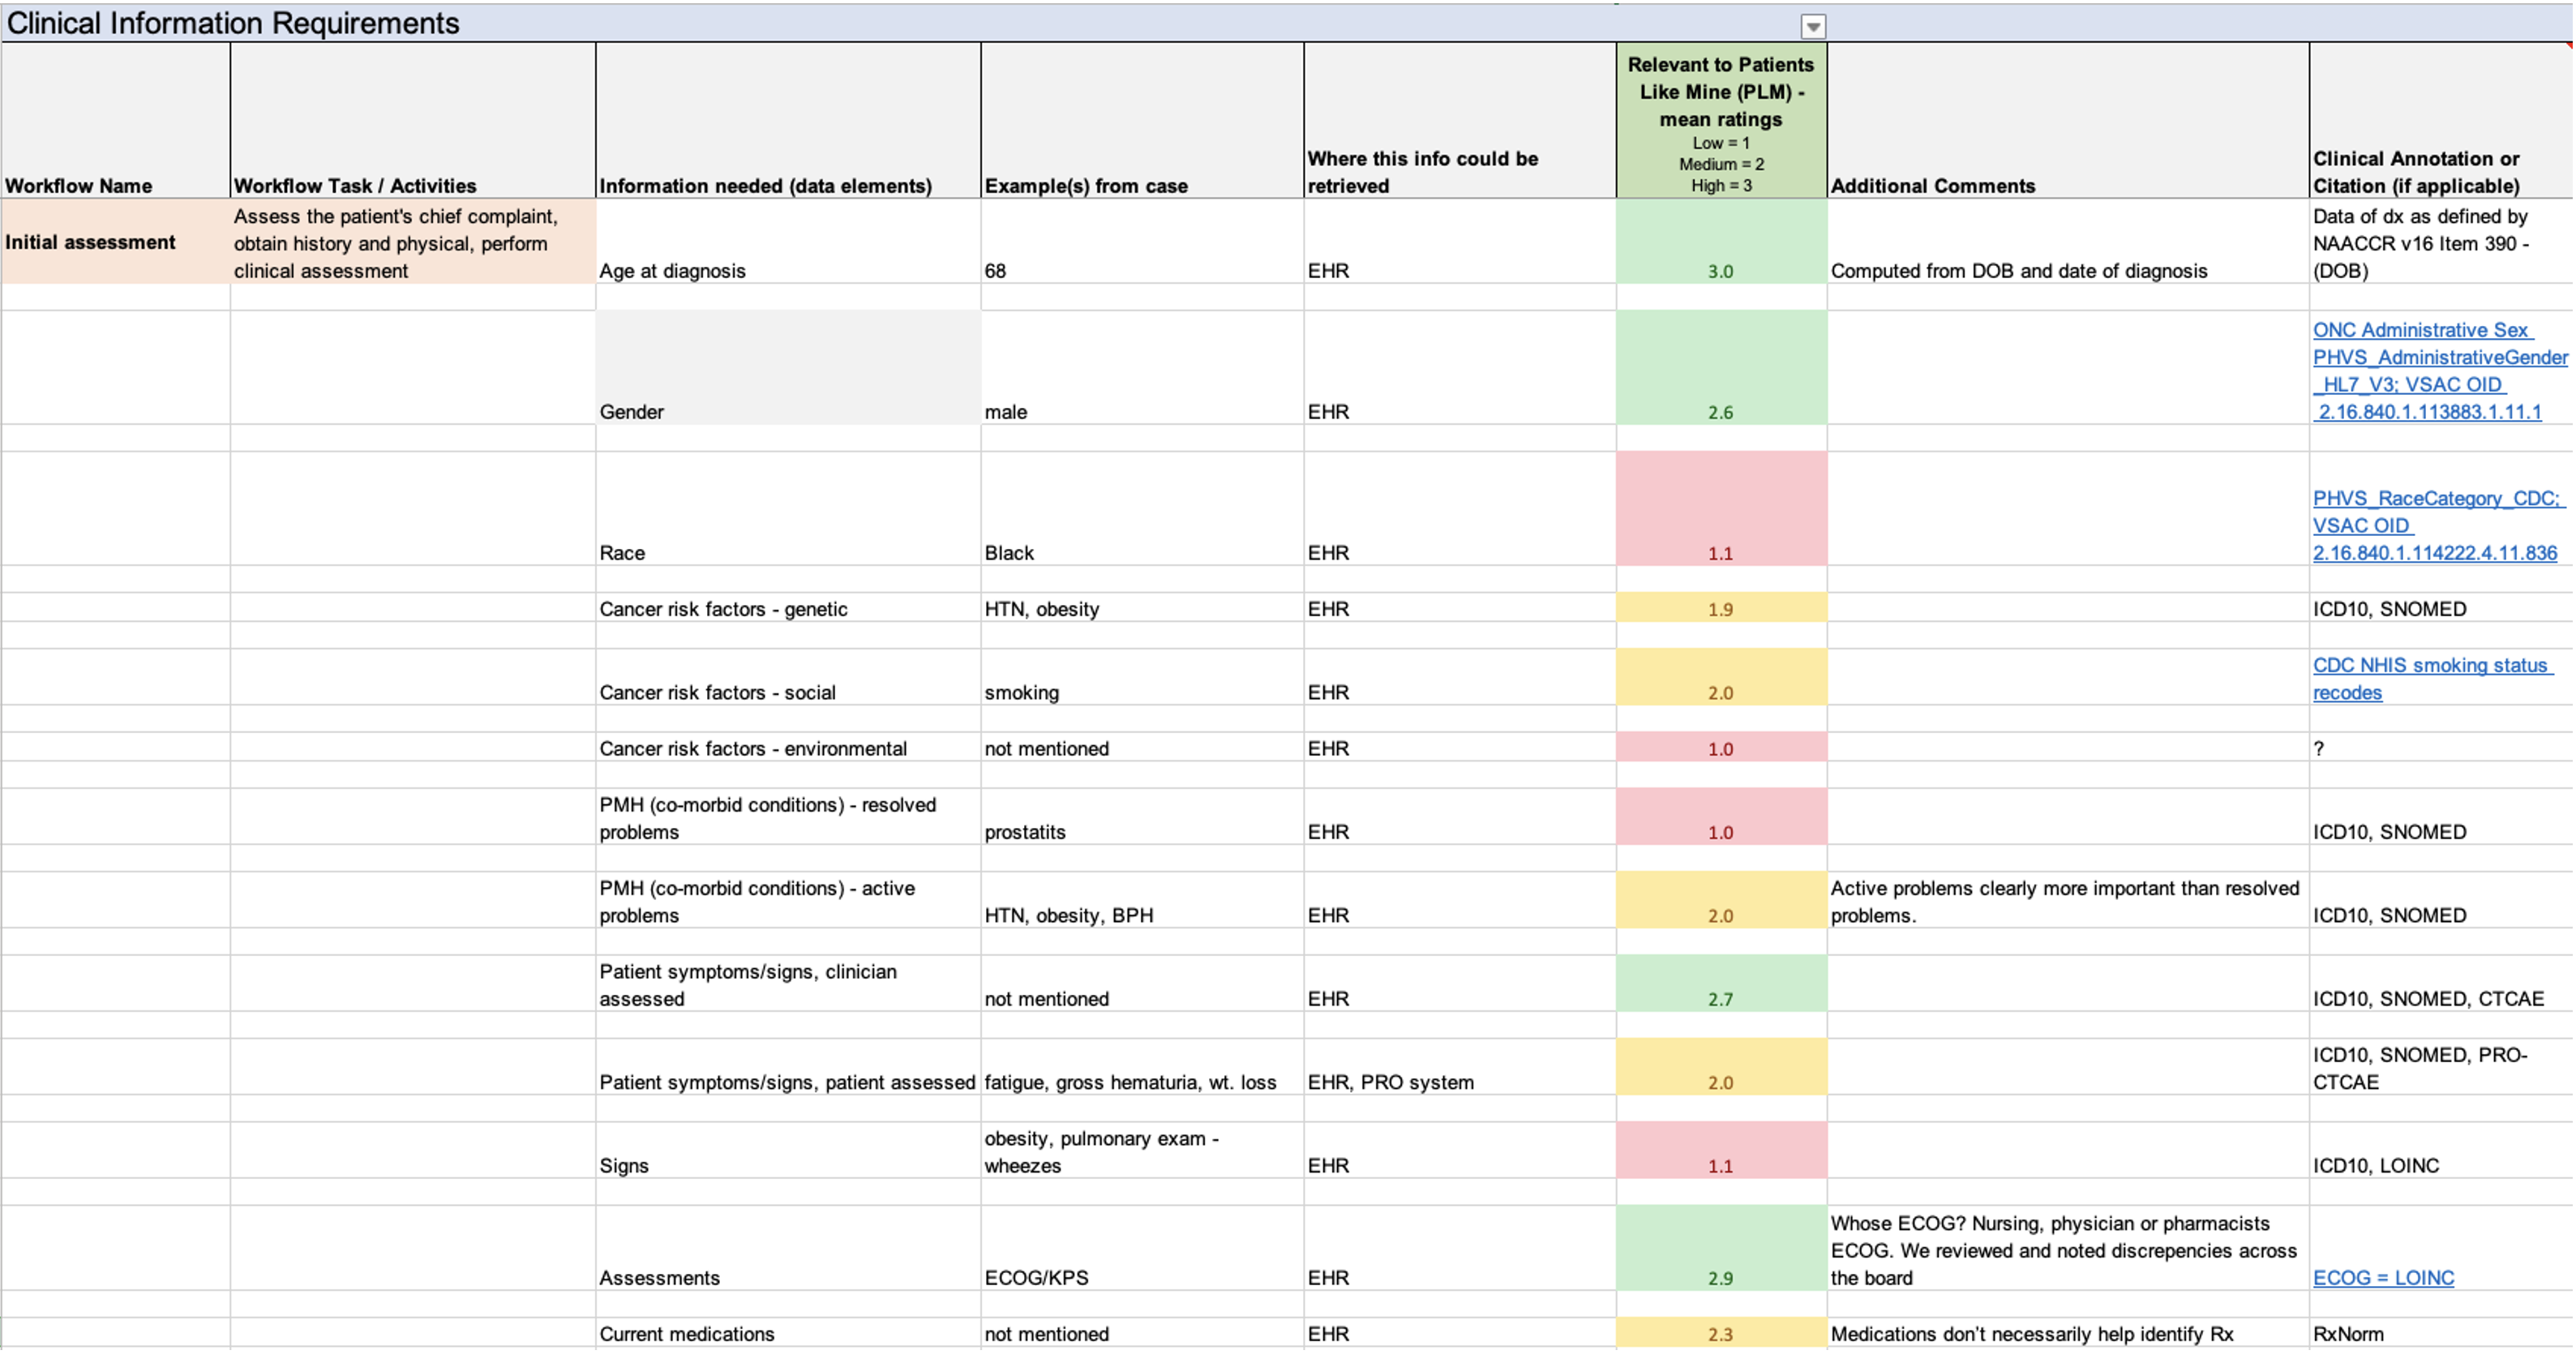 Clinical Information Requirements
Relevant to Patients
Like Mine (PLM) -
mean ratings
Low = 1
Medium = 2
High = 3
Workflow Name
Workflow Task / Activities
Information needed (data elements)
Example(s) from case
Where this info could be
retrieved
Additional Comments
Clinical Annotation or
Citation (if applicable)
Initial assessment
Assess the patient's chief complaint,
obtain history and physical, perform
clinical assessment
Age at diagnosis
68
EHR
3.0
Computed from DOB and date of diagnosis
Data of dx as defined by
NAACCR v16 Item 390 -
(DOB)
Gender
male
EHR
2.6
ONC Administrative Sex
PHVS_AdministrativeGender
_HL7_V3; VSAC OID
2.16.840.1.113883.1.11.1
Race
Black
EHR
1.1
PHVS_RaceCategory_CDC;
VSAC OID
2.16.840.1.114222.4.11.836
Cancer risk factors - genetic
HTN, obesity
EHR
1.9
ICD10, SNOMED
Cancer risk factors - social
smoking
EHR
2.0
CDC NHIS smoking status
recodes
Cancer risk factors - environmental
not mentioned
EHR
1.0
?
PMH (co-morbid conditions) - resolved
problems
prostatits
EHR
1.0
ICD10, SNOMED
PMH (co-morbid conditions) - active
problems
HTN, obesity, BPH
EHR
2.0
Active problems clearly more important than resolved
problems.
ICD10, SNOMED
Patient symptoms/signs, clinician
assessed
not mentioned
EHR
2.7
ICD10, SNOMED, CTCAE
Patient symptoms/signs, patient assessed
fatigue, gross hematuria, wt. loss
EHR, PRO system
2.0
ICD10, SNOMED, PRO-
CTCAE
Signs
obesity, pulmonary exam -
wheezes
EHR
1.1
ICD10, LOINC
Assessments
ECOG/KPS
EHR
2.9
Whose ECOG? Nursing, physician or pharmacists
ECOG. We reviewed and noted discrepencies across
the board
ECOG = LOINC
Current medications
not mentioned
EHR
2.3
Medications don't necessarily help identify Rx
RxNorm